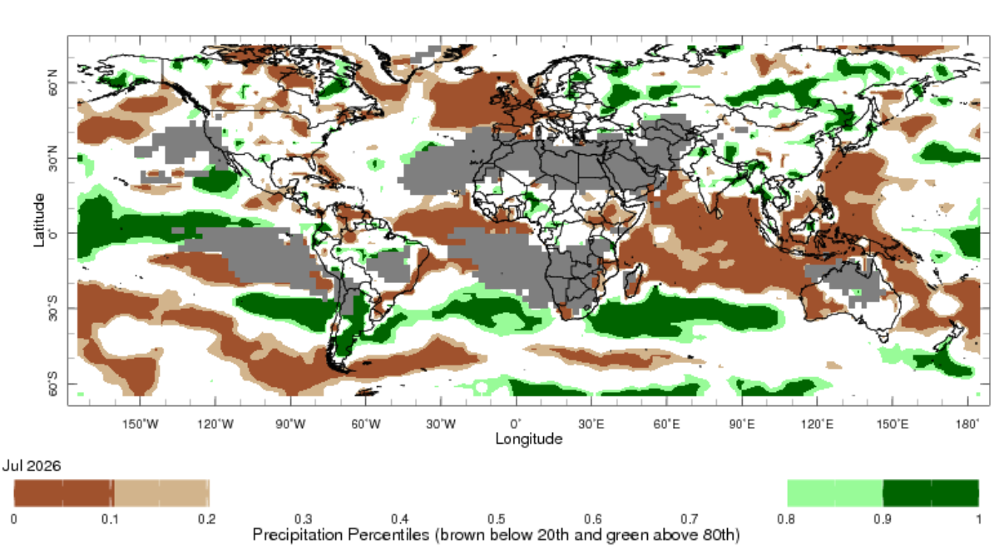 60°N
30°N
0°
30°S
60°S
Latitude
150°W 120°W 90°W 60°W 30°W 0° 30°E 60°E 90°E 120°E 150°E 180°
Longitude
Jul 2026
0 0.1 0.2 0.3 0.4 0.5 0.6 0.7 0.8 0.9 1
Precipitation Percentiles (brown below 20th and green above 80th)